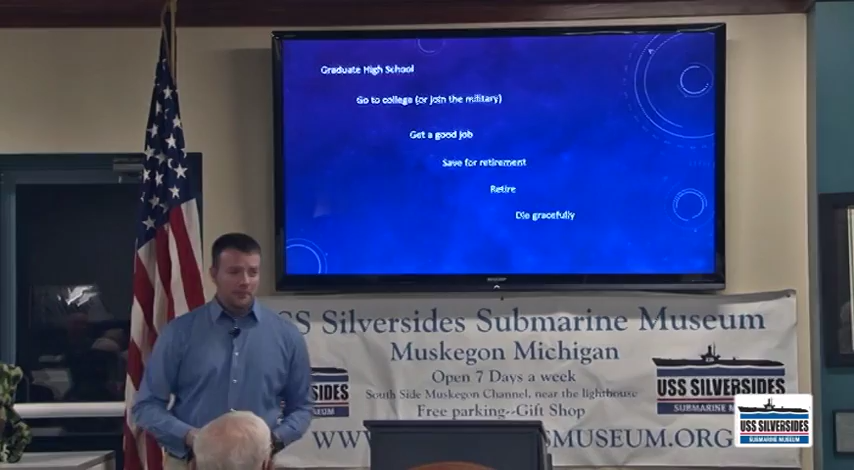 Graduate High School
Go to college (or join the military)
Get a good job
Save for retirement
Retire
Die gracefully
SS Silversides Submarine Museum
Muskegon Michigan
Open 7 Days a week
South Side Muskegon Channel, near the lighthouse
Free parking--Gift Shop
SMUSEUM.ORG
SIDES
MUSEUM
USS SILVERSIDES
SUBMARINE
USS SILVERSIDES
SUBMARINE MUSEUM